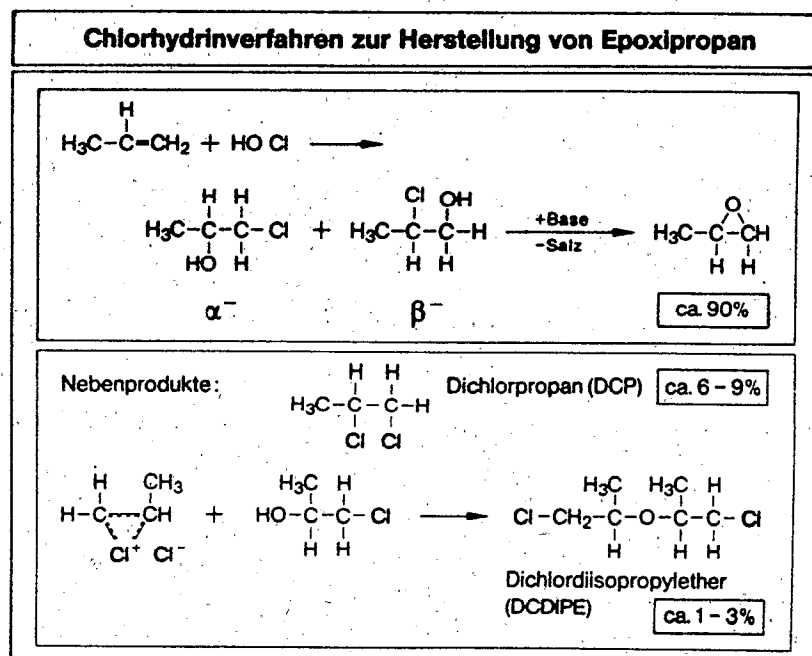 Chlorhydrinverfahren zur Herstellung von Epoxipropan
H
H₃C–C=CH₂ + HO Cl →
H H
H₃C–C–C–Cl
HO H
α⁻
+
Cl OH
H₃C–C–C–H
H H
β⁻
+Base
–Salz
O
H₃C–C–CH
H H
ca. 90%
Nebenprodukte:
H H
H₃C–C–C–H
Cl Cl
Dichlorpropan (DCP)
ca. 6 – 9%
H CH₃
H–C----CH
Cl⁺ Cl⁻
+
H₃C H
HO–C–C–Cl
H H
→
H₃C H₃C H
Cl–CH₂–C–O–C–C–Cl
H H H
Dichlordiisopropylether
(DCDIPE)
ca. 1 – 3%